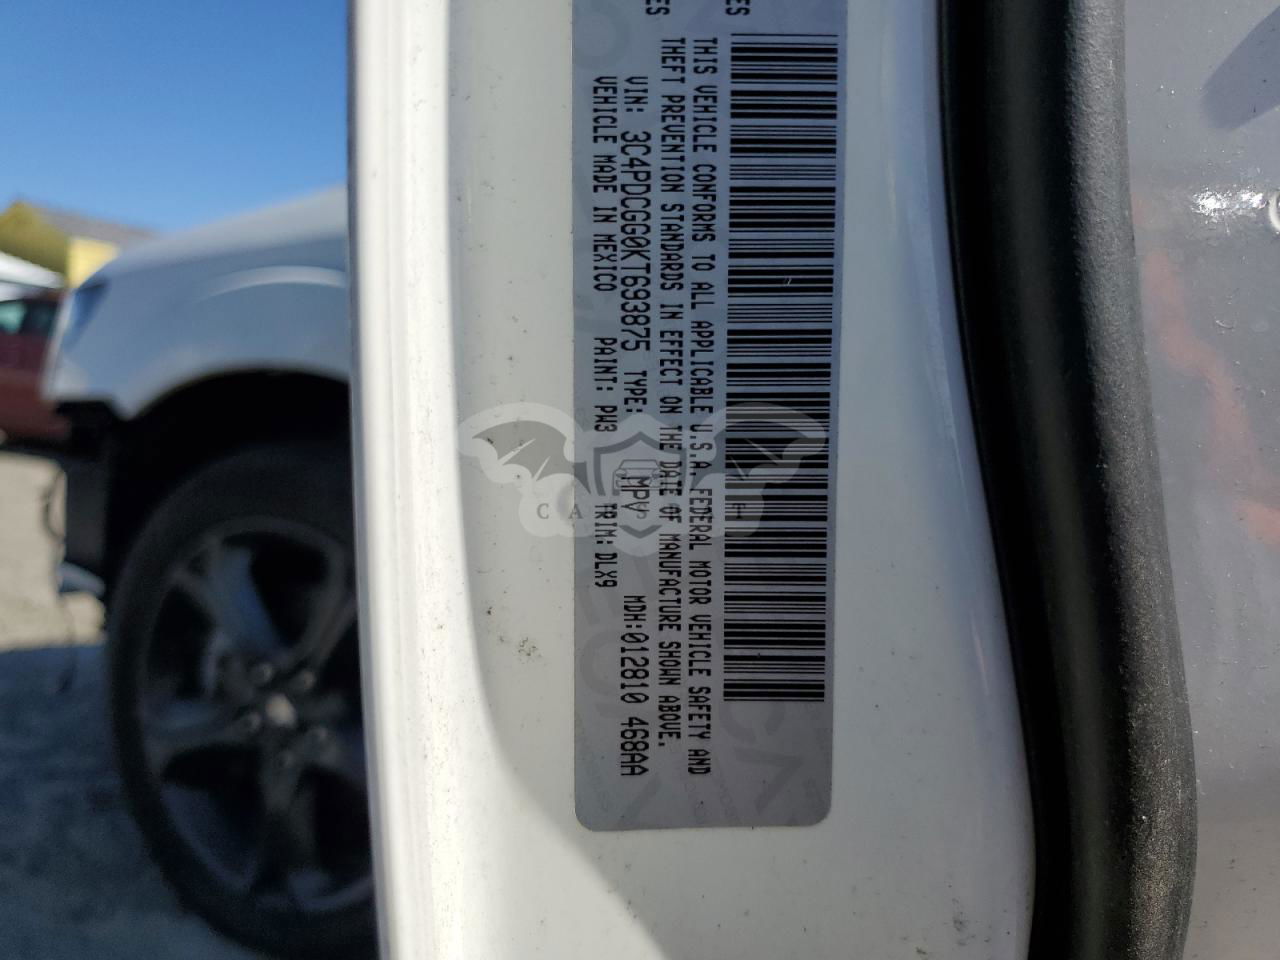 ES
ES
THIS VEHICLE CONFORMS TO ALL APPLICABLE U.S.A. FEDERAL MOTOR VEHICLE SAFETY AND
THEFT PREVENTION STANDARDS IN EFFECT ON THE DATE OF MANUFACTURE SHOWN ABOVE.
VIN: 3C4PDCGG0KT693875 TYPE: MPV MDH:012810 468AA
VEHICLE MADE IN MEXICO PAINT: PW3 TRIM: DLX9